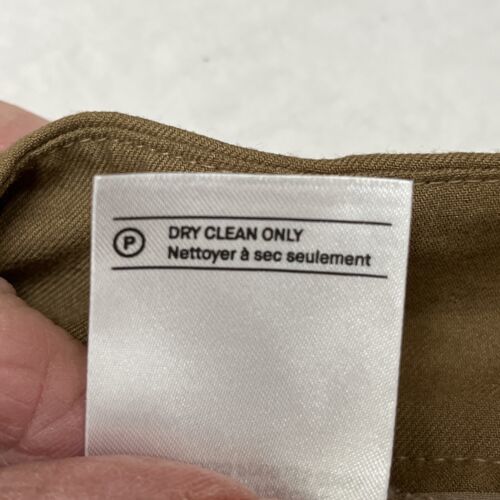 P DRY CLEAN ONLY
Nettoyer à sec seulement